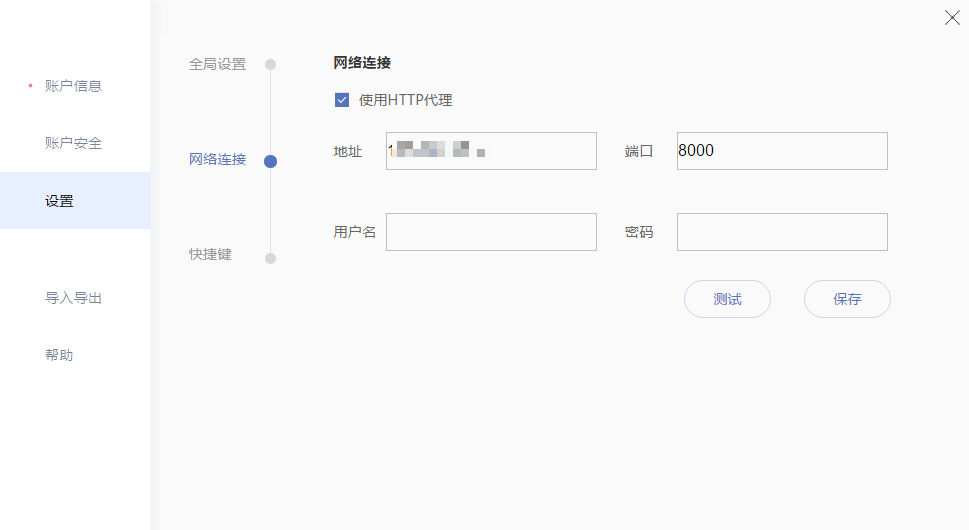 账户信息
账户安全
设置
导入导出
帮助
全局设置
网络连接
快捷键
网络连接
使用HTTP代理
地址
端口 8000
用户名 密码
测试 保存